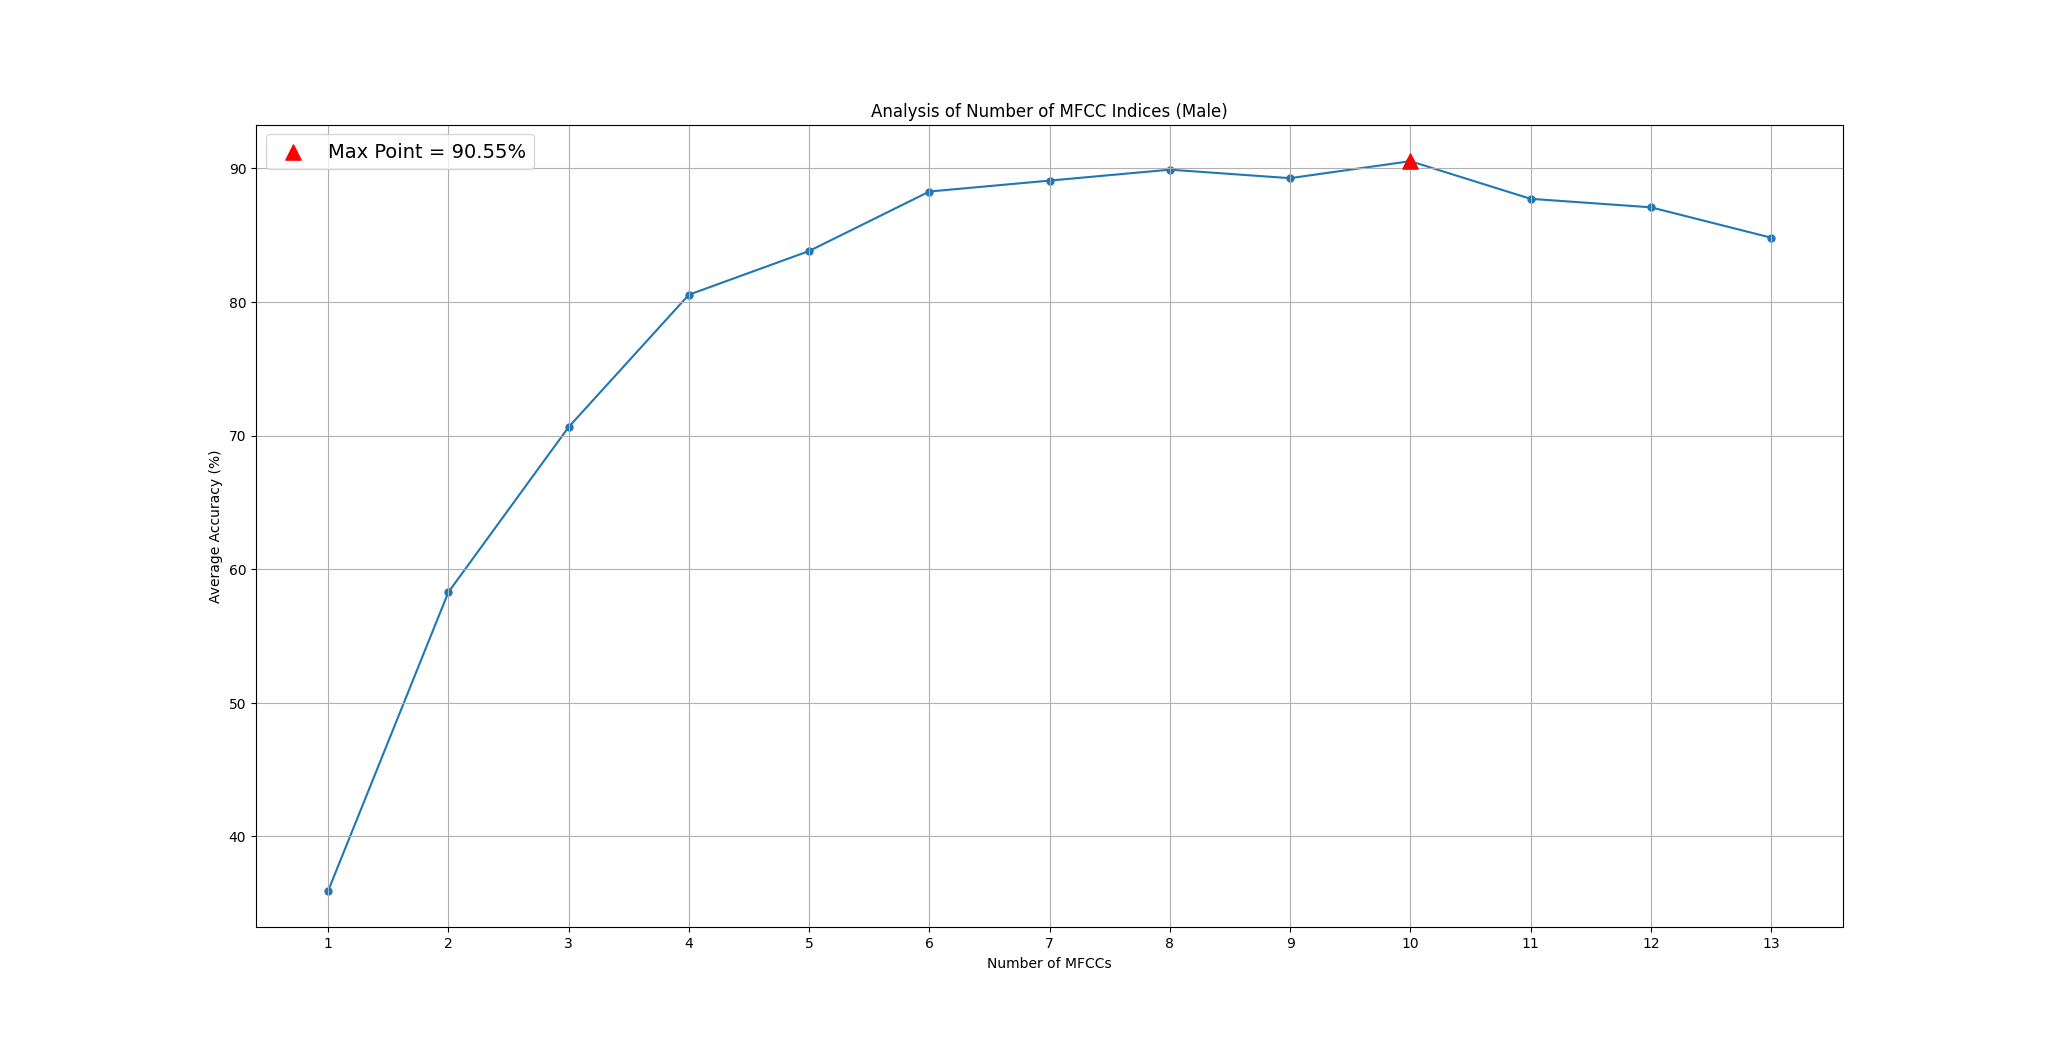 Analysis of Number of MFCC Indices (Male)
Max Point = 90.55%
90
80
70
60
50
40
Average Accuracy (%)
1 2 3 4 5 6 7 8 9 10 11 12 13
Number of MFCCs